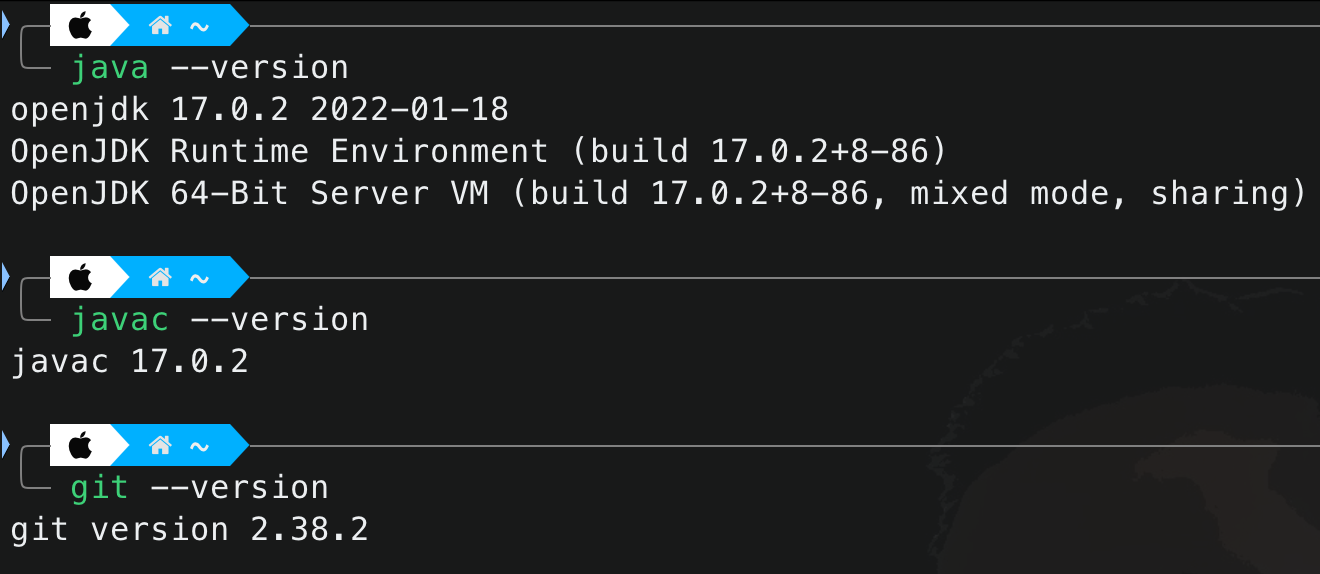 ~
java --version
openjdk 17.0.2 2022-01-18
OpenJDK Runtime Environment (build 17.0.2+8-86)
OpenJDK 64-Bit Server VM (build 17.0.2+8-86, mixed mode, sharing)
~
javac --version
javac 17.0.2
~
git --version
git version 2.38.2